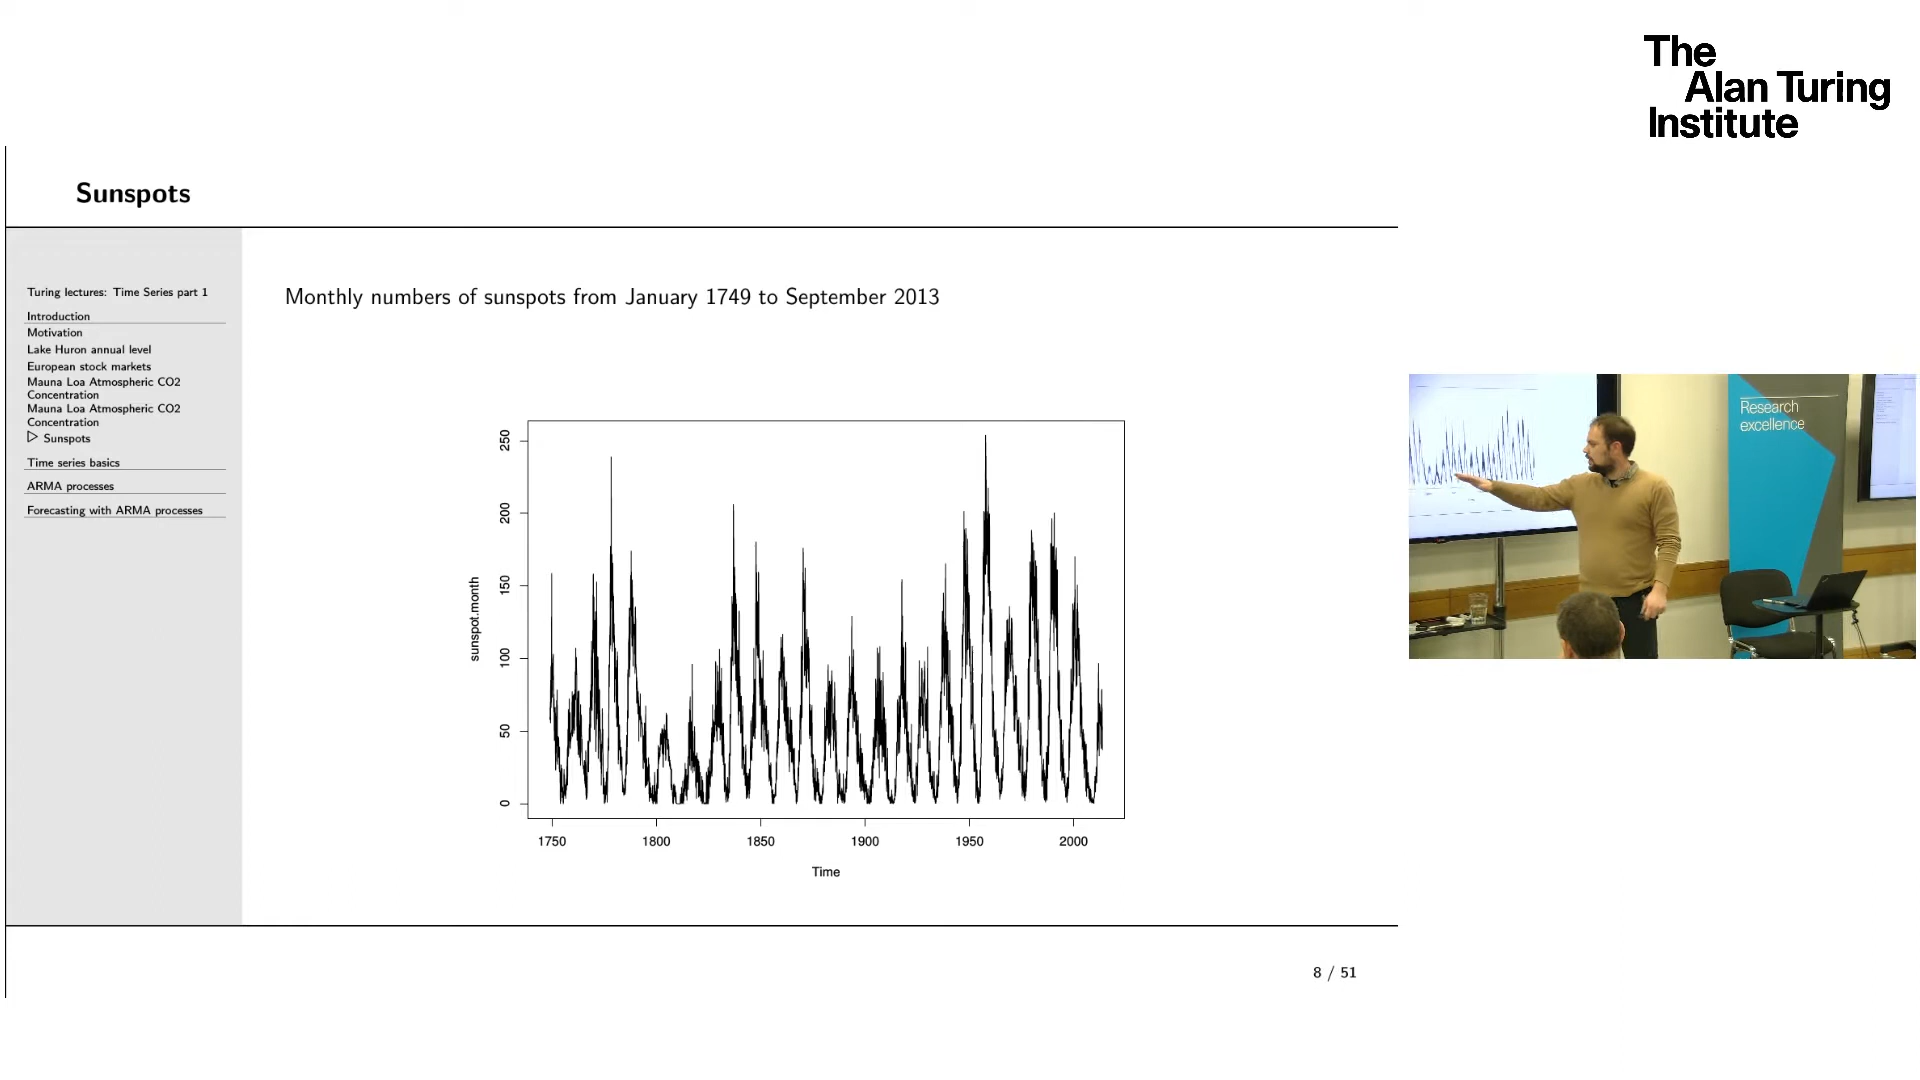 The
Alan Turing
Institute
Sunspots
Turing lectures: Time Series part 1
Introduction
Motivation
Lake Huron annual level
European stock markets
Mauna Loa Atmospheric CO2
Concentration
Mauna Loa Atmospheric CO2
Concentration
▷ Sunspots
Time series basics
ARMA processes
Forecasting with ARMA processes
Monthly numbers of sunspots from January 1749 to September 2013
sunspot.month
250
200
150
100
50
0
1750 1800 1850 1900 1950 2000
Time
8 / 51
Research
excellence